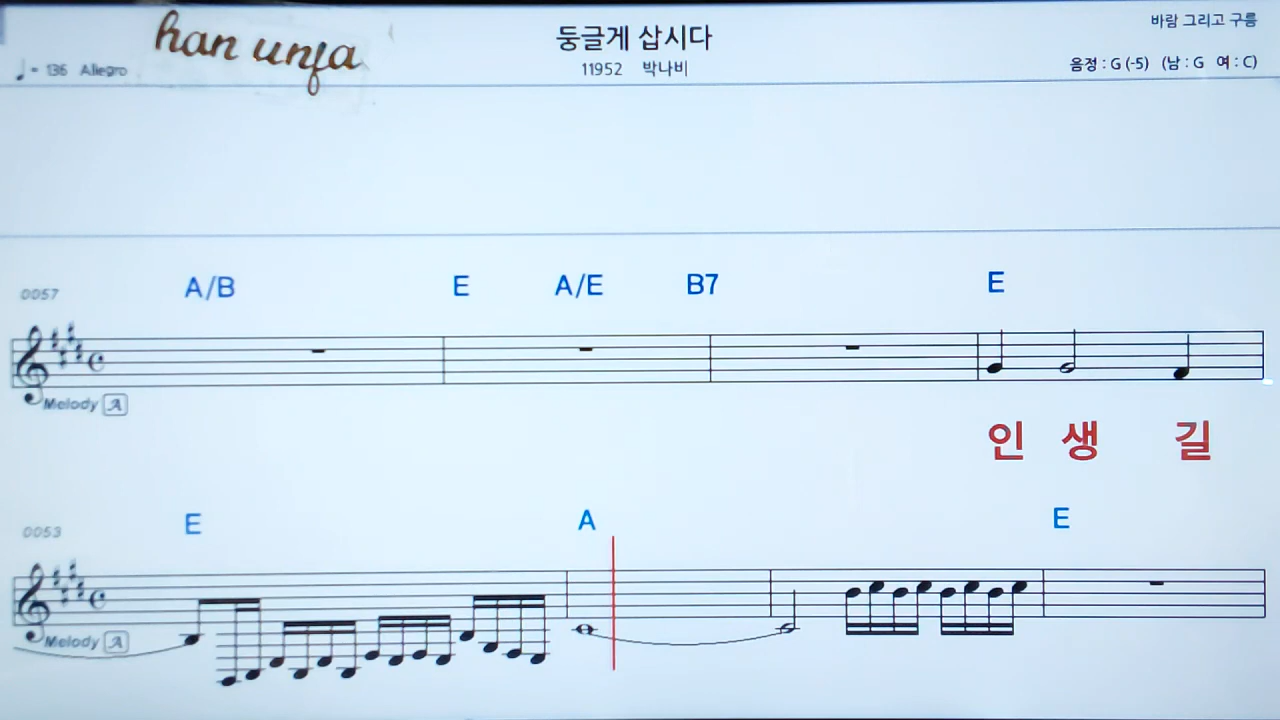 han unja
둥글게 삽시다
바람 그리고 구름
♩= 136 Allegro
11952 박나비
음정 : G (-5) (남 : G 여 : C)
0057 A/B E A/E B7 E
Melody A
인 생 길
0053 E A E
Melody A